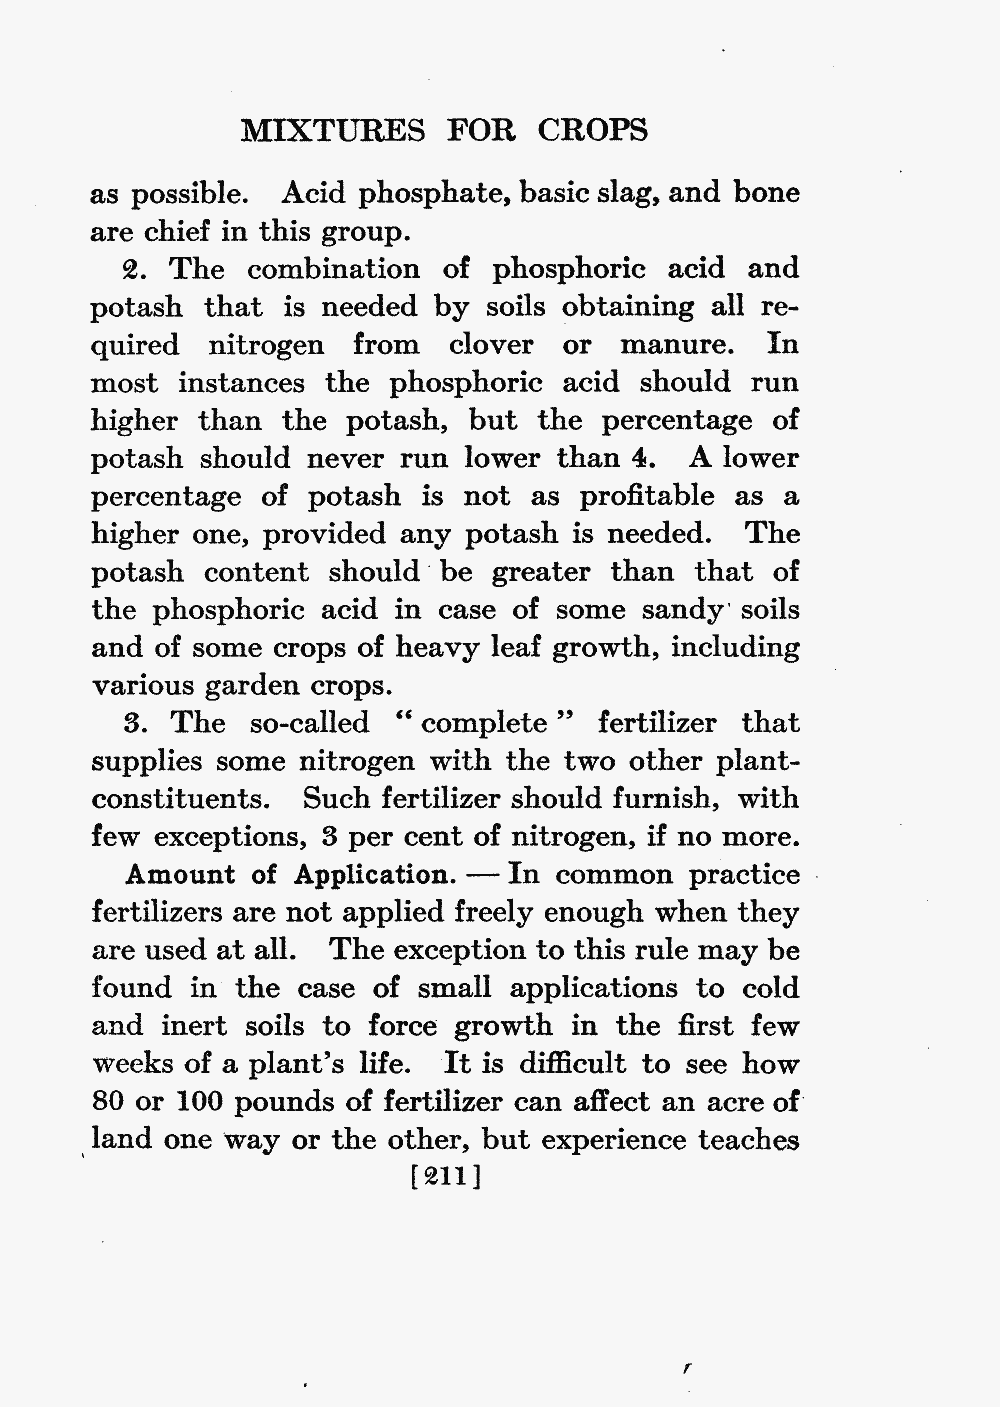 MIXTURES FOR CROPS
as possible. Acid phosphate, basic slag, and bone
are chief in this group.
2. The combination of phosphoric acid and
potash that is needed by soils obtaining all re-
quired nitrogen from clover or manure. In
most instances the phosphoric acid should run
higher than the potash, but the percentage of
potash should never run lower than 4. A lower
percentage of potash is not as profitable as a
higher one, provided any potash is needed. The
potash content should be greater than that of
the phosphoric acid in case of some sandy soils
and of some crops of heavy leaf growth, including
various garden crops.
3. The so-called “ complete ” fertilizer that
supplies some nitrogen with the two other plant-
constituents. Such fertilizer should furnish, with
few exceptions, 3 per cent of nitrogen, if no more.
Amount of Application. — In common practice
fertilizers are not applied freely enough when they
are used at all. The exception to this rule may be
found in the case of small applications to cold
and inert soils to force growth in the first few
weeks of a plant’s life. It is difficult to see how
80 or 100 pounds of fertilizer can affect an acre of
land one way or the other, but experience teaches
[211]